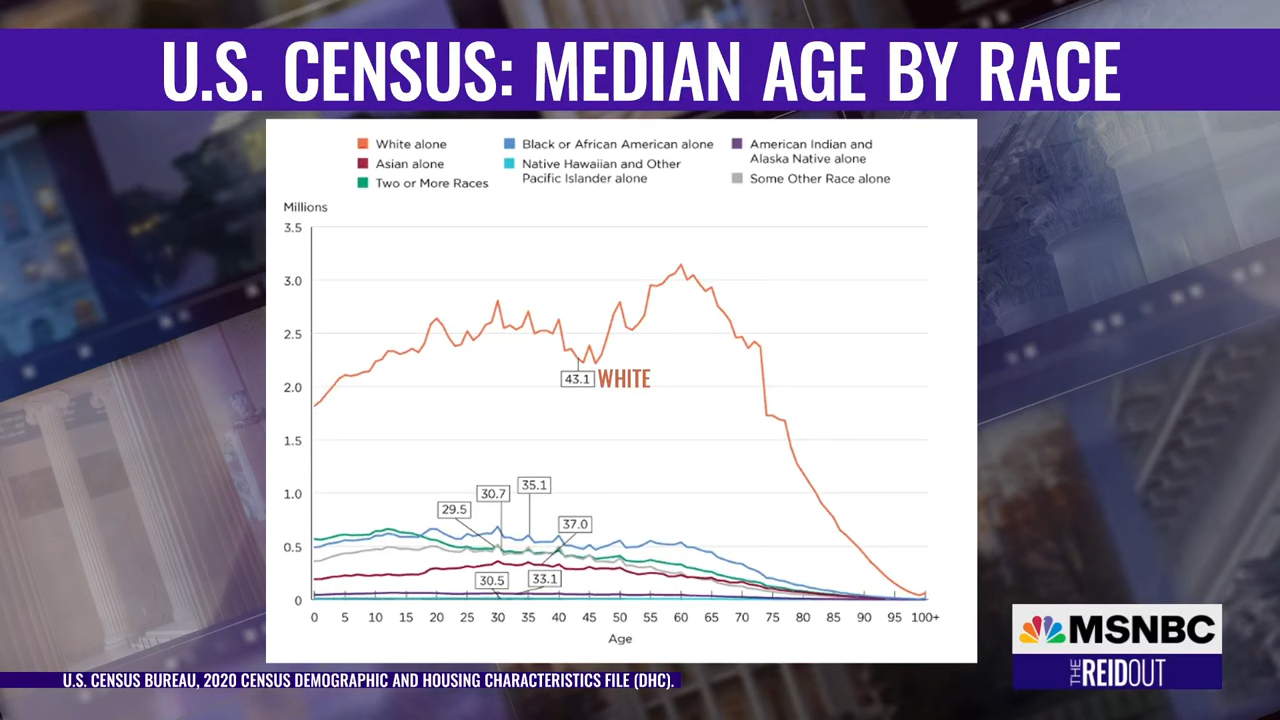 U.S. CENSUS: MEDIAN AGE BY RACE
White alone
Asian alone
Two or More Races
Black or African American alone
Native Hawaiian and Other
Pacific Islander alone
American Indian and
Alaska Native alone
Some Other Race alone
Millions
3.5
3.0
2.5
2.0
1.5
1.0
0.5
0
43.1 WHITE
35.1
30.7
29.5
37.0
33.1
30.5
0 5 10 15 20 25 30 35 40 45 50 55 60 65 70 75 80 85 90 95 100+
Age
MSNBC
THE REIDOUT
U.S. CENSUS BUREAU, 2020 CENSUS DEMOGRAPHIC AND HOUSING CHARACTERISTICS FILE (DHC).